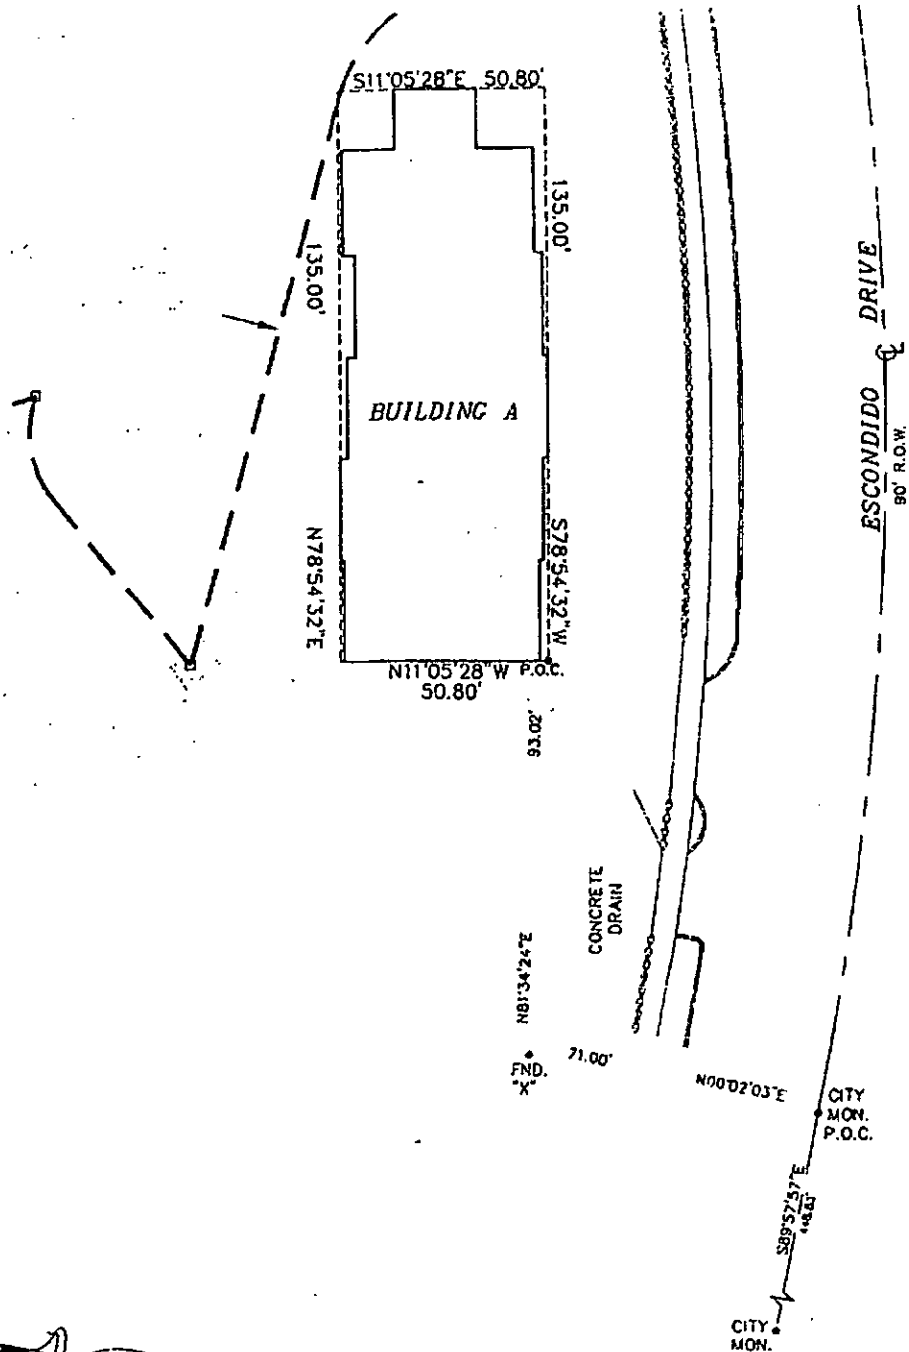 S11°05'28"E 50.80'
135.00'
135.00'
BUILDING A
ESCONDIDO DRIVE
90' R.O.W.
N78°54'32"E
S78°54'32"W
N11°05'28"W P.O.C.
50.80'
93.02'
CONCRETE
DRAIN
N81°34'24"E
FND.
"X"
71.00'
N00°02'03"E
CITY
MON.
P.O.C.
S89°57'57"E
CITY
MON.